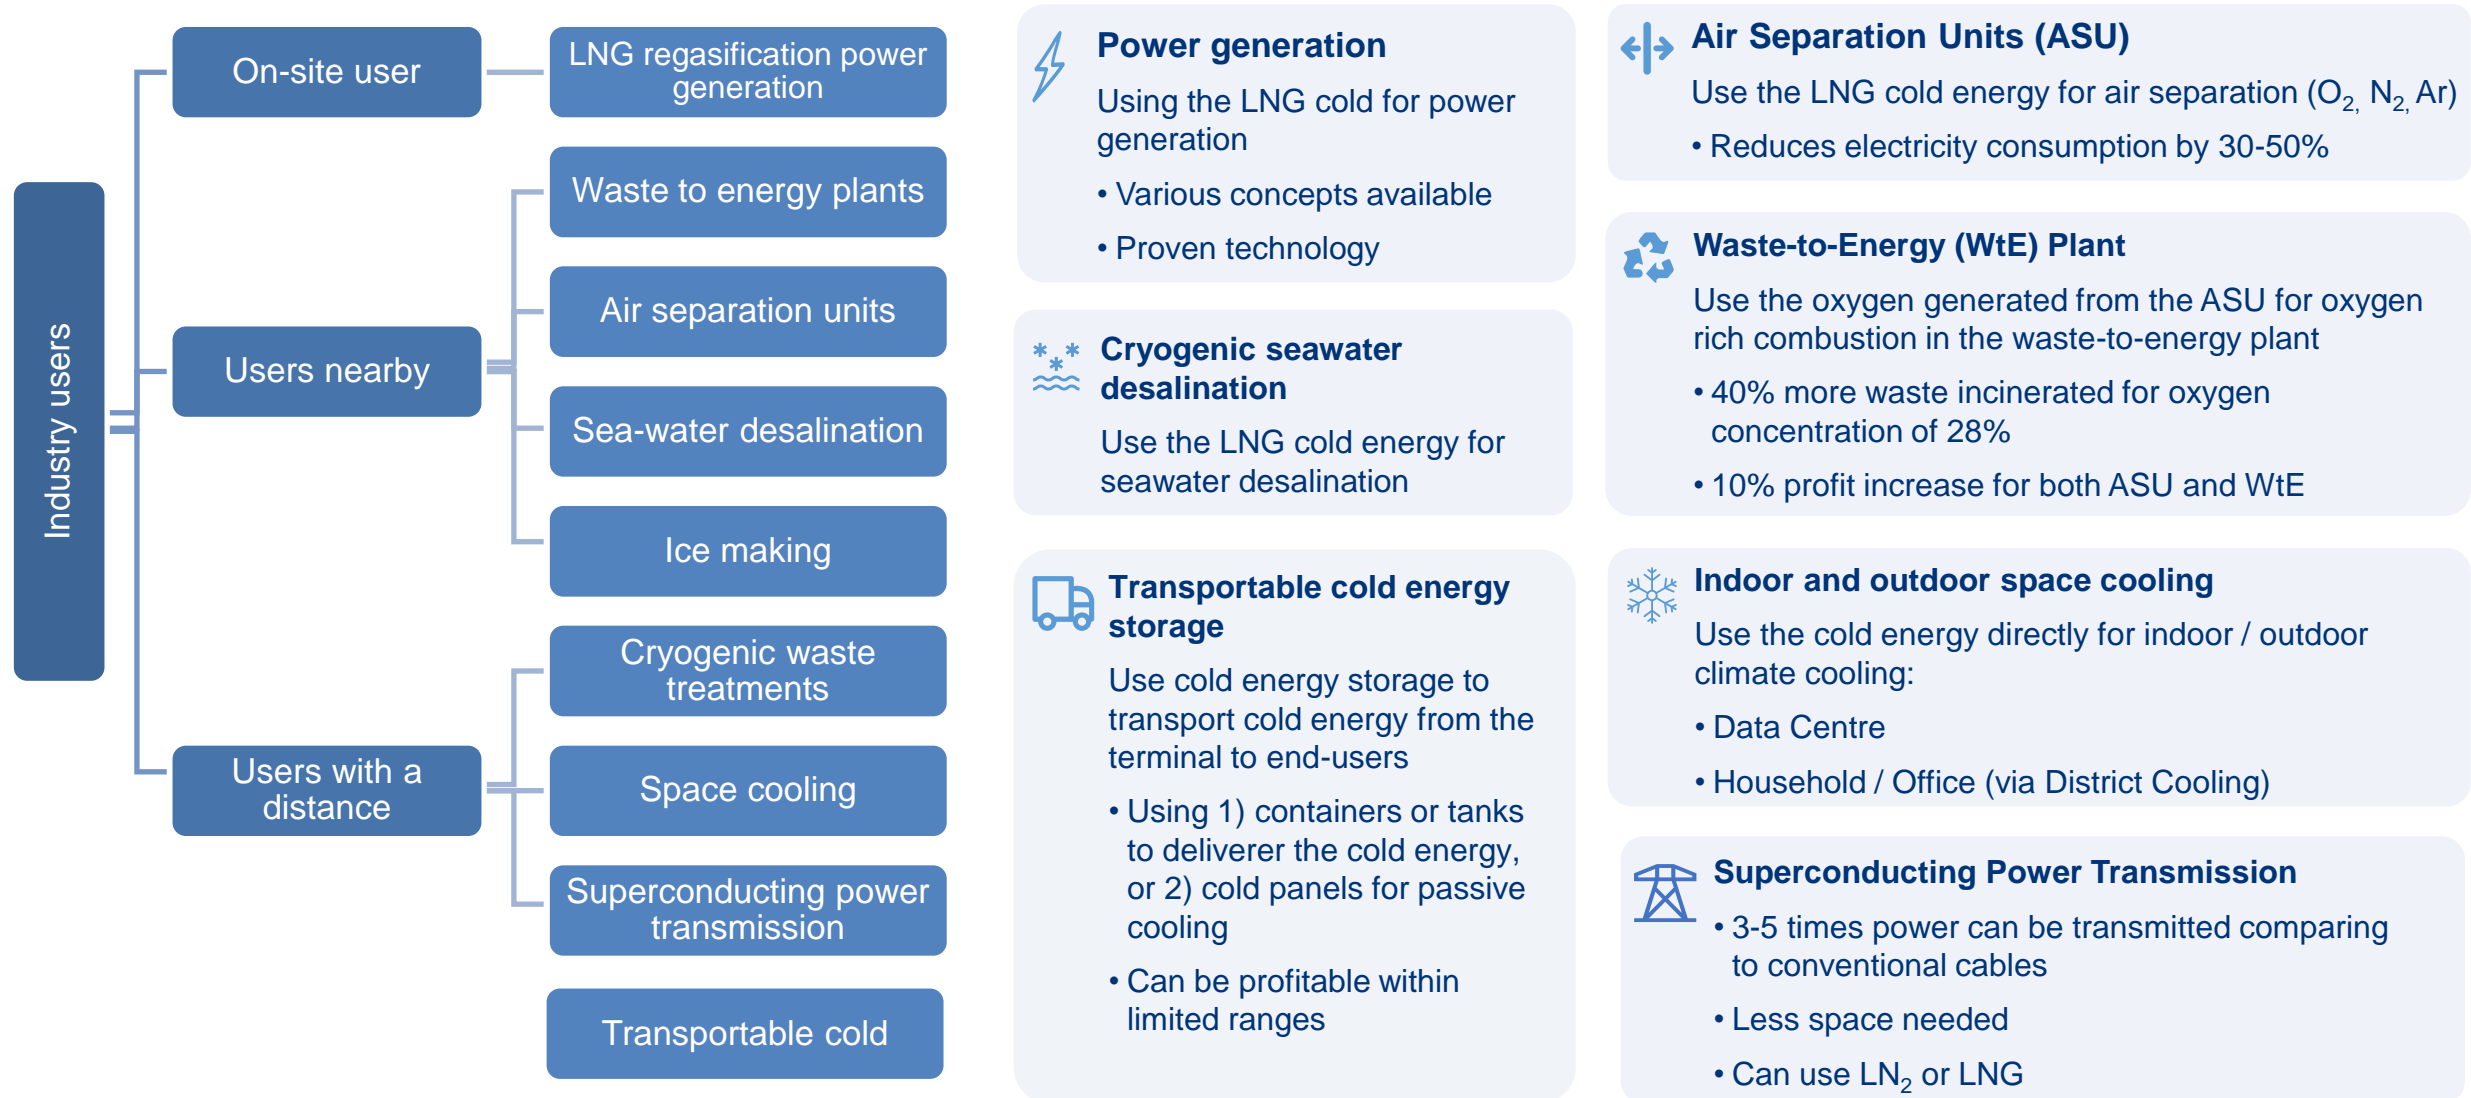 Industry users
On-site user
LNG regasification power
generation
Users nearby
Waste to energy plants
Air separation units
Sea-water desalination
Ice making
Users with a
distance
Cryogenic waste
treatments
Space cooling
Superconducting power
transmission
Transportable cold
Power generation
Using the LNG cold for power
generation
• Various concepts available
• Proven technology
Cryogenic seawater
desalination
Use the LNG cold energy for
seawater desalination
Transportable cold energy
storage
Use cold energy storage to
transport cold energy from the
terminal to end-users
• Using 1) containers or tanks
to deliverer the cold energy,
or 2) cold panels for passive
cooling
• Can be profitable within
limited ranges
Air Separation Units (ASU)
Use the LNG cold energy for air separation (O₂, N₂, Ar)
• Reduces electricity consumption by 30-50%
Waste-to-Energy (WtE) Plant
Use the oxygen generated from the ASU for oxygen
rich combustion in the waste-to-energy plant
• 40% more waste incinerated for oxygen
concentration of 28%
• 10% profit increase for both ASU and WtE
Indoor and outdoor space cooling
Use the cold energy directly for indoor / outdoor
climate cooling:
• Data Centre
• Household / Office (via District Cooling)
Superconducting Power Transmission
• 3-5 times power can be transmitted comparing
to conventional cables
• Less space needed
• Can use LN₂ or LNG